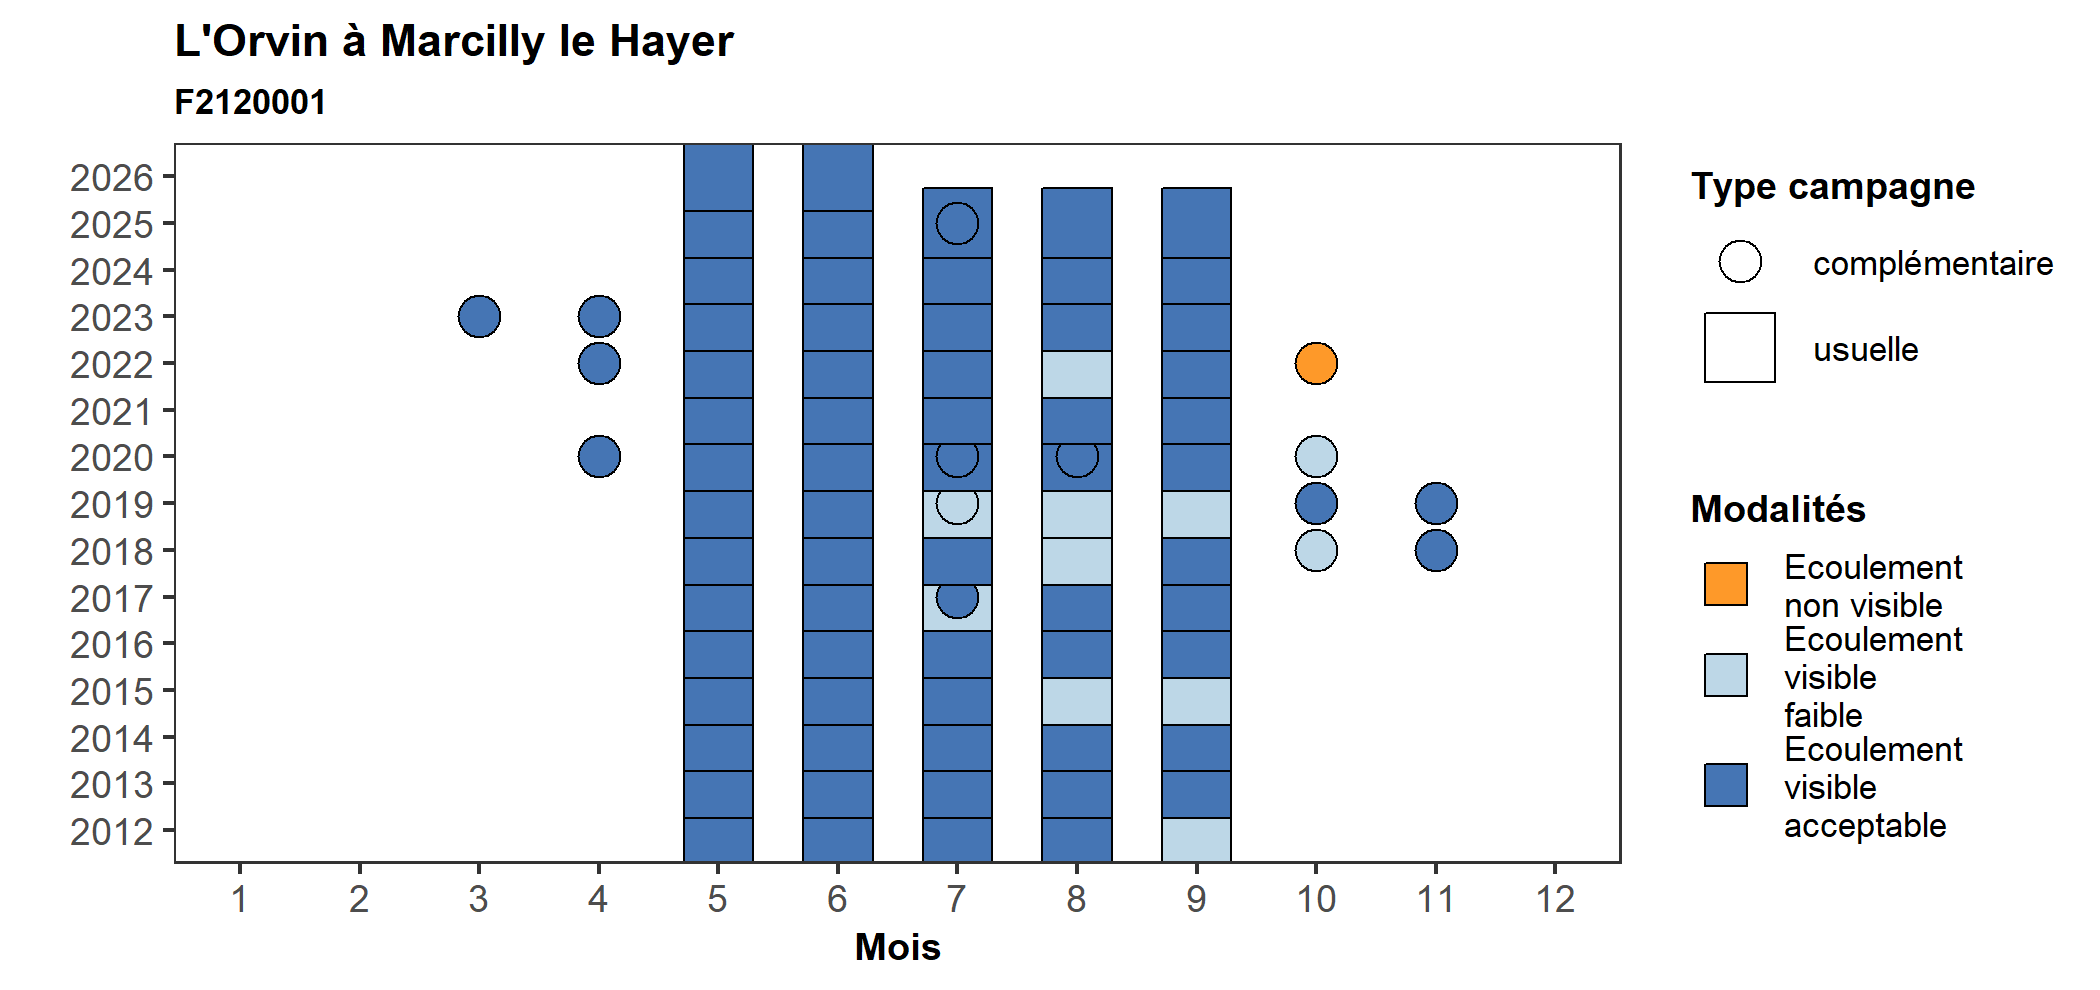 L'Orvin à Marcilly le Hayer
F2120001
2026
2025
2024
2023
2022
2021
2020
2019
2018
2017
2016
2015
2014
2013
2012
1 2 3 4 5 6 7 8 9 10 11 12
Mois
Type campagne
complémentaire
usuelle
Modalités
Ecoulement
non visible
Ecoulement
visible
faible
Ecoulement
visible
acceptable